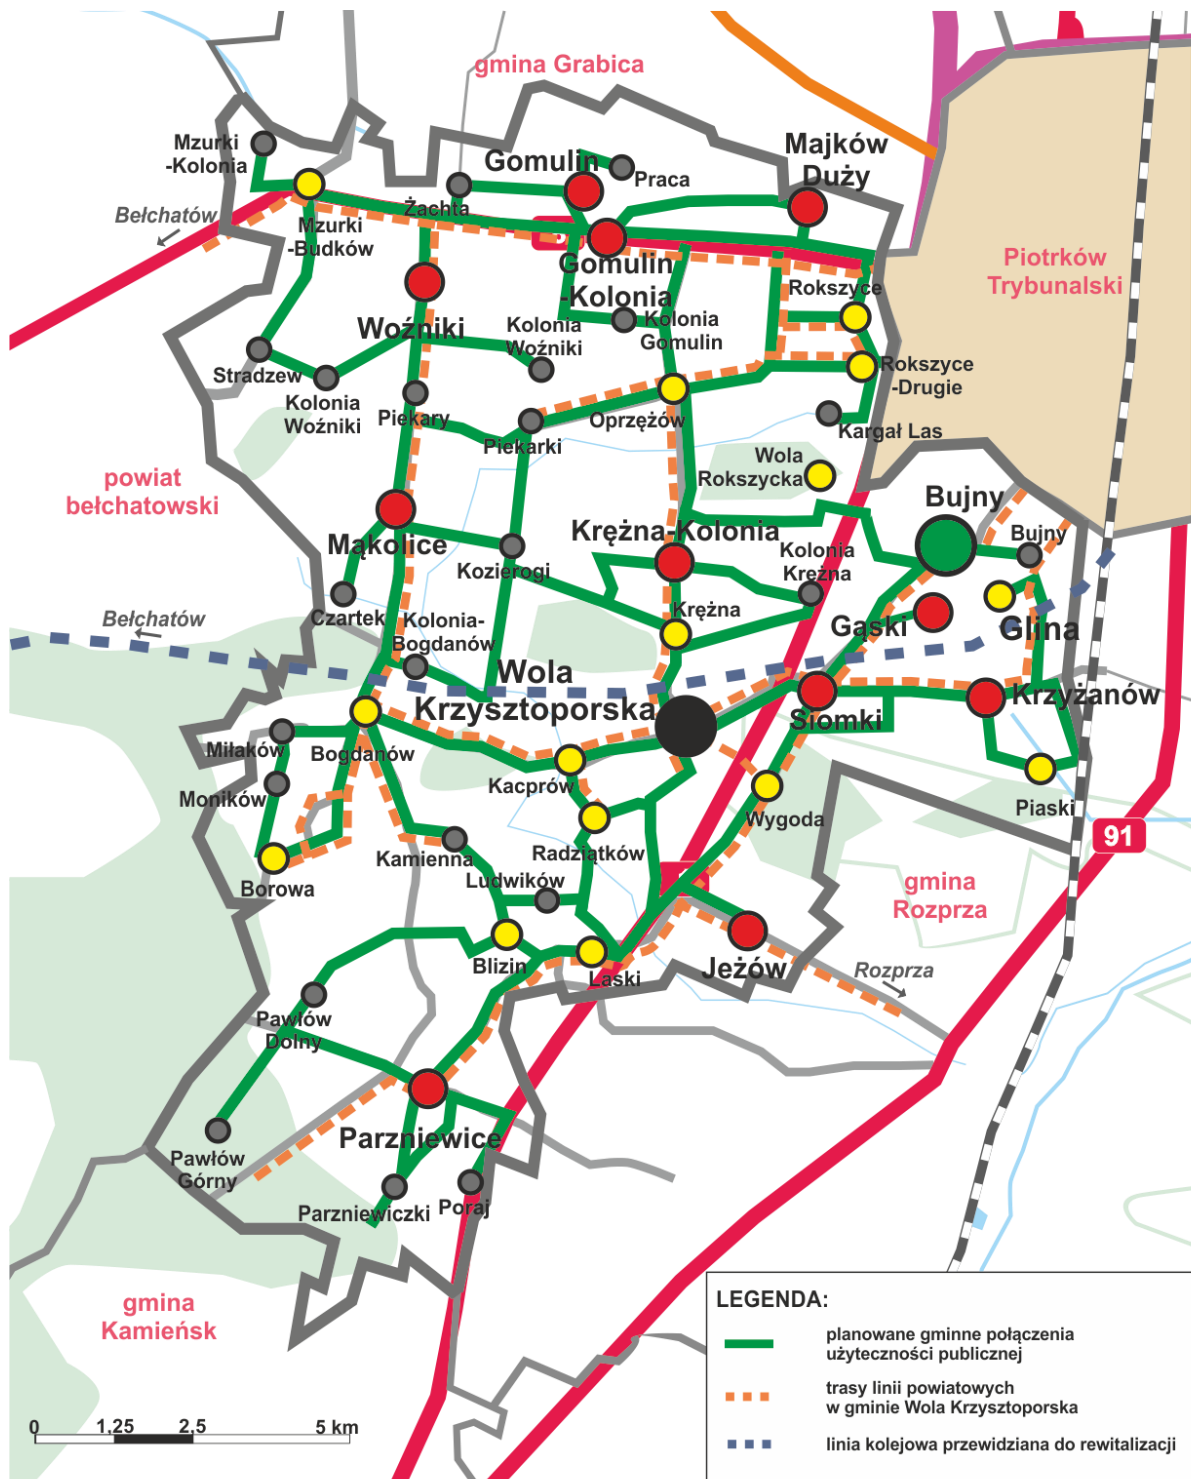 gmina Grabica
Mzurki
-Kolonia
Gomulin
Majków
Duży
Praca
Żachta
Bełchatów
Mzurki
-Budków
Gomulin
-Kolonia
Piotrków
Trybunalski
Rokszyce
Woźniki
Kolonia
Woźniki
Kolonia
Gomulin
Stradzew
Rokszyce
-Drugie
Kolonia
Woźniki
Piekary
Oprzężów
Piekarki
Kargał Las
Wola
Rokszycka
powiat
bełchatowski
Bujny
Bujny
Krężna-Kolonia
Mąkolice
Kozierogi
Kolonia
Krężna
Czartek
Krężna
Bełchatów
Kolonia-
Bogdanów
Gąski
Glina
Wola
Krzysztoporska
Krzyżanów
Siomki
Miłaków
Bogdanów
Kacprów
Moników
Piaski
Wygoda
91
Kamienna
Radziątków
Borowa
Ludwików
gmina
Rozprza
Blizin
Łaski
Jeżów
Rozprza
Pawłów
Dolny
Parzniewice
Pawłów
Górny
Parzniewiczki
Poraj
gmina
Kamieńsk
LEGENDA:
planowane gminne połączenia
użyteczności publicznej
trasy linii powiatowych
w gminie Wola Krzysztoporska
linia kolejowa przewidziana do rewitalizacji
0 1,25 2,5 5 km